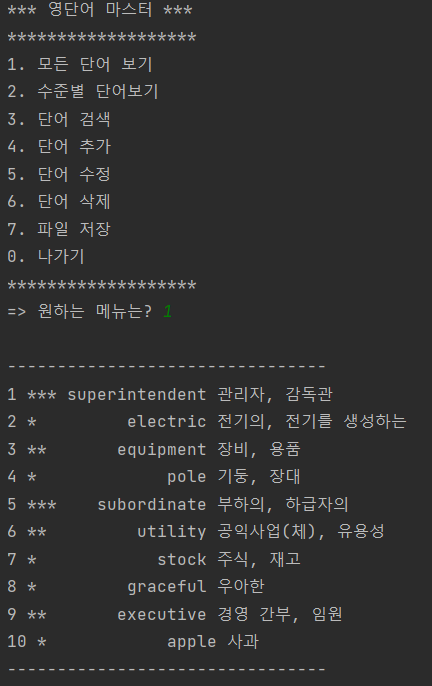 *** 영단어 마스터 ***
*******************
1. 모든 단어 보기
2. 수준별 단어보기
3. 단어 검색
4. 단어 추가
5. 단어 수정
6. 단어 삭제
7. 파일 저장
0. 나가기
*******************
=> 원하는 메뉴는? 1
--------------------------------
1 *** superintendent 관리자, 감독관
2 *         electric 전기의, 전기를 생성하는
3 **       equipment 장비, 용품
4 *             pole 기둥, 장대
5 ***    subordinate 부하의, 하급자의
6 **         utility 공익사업(체), 유용성
7 *            stock 주식, 재고
8 *         graceful 우아한
9 **       executive 경영 간부, 임원
10 *            apple 사과
--------------------------------